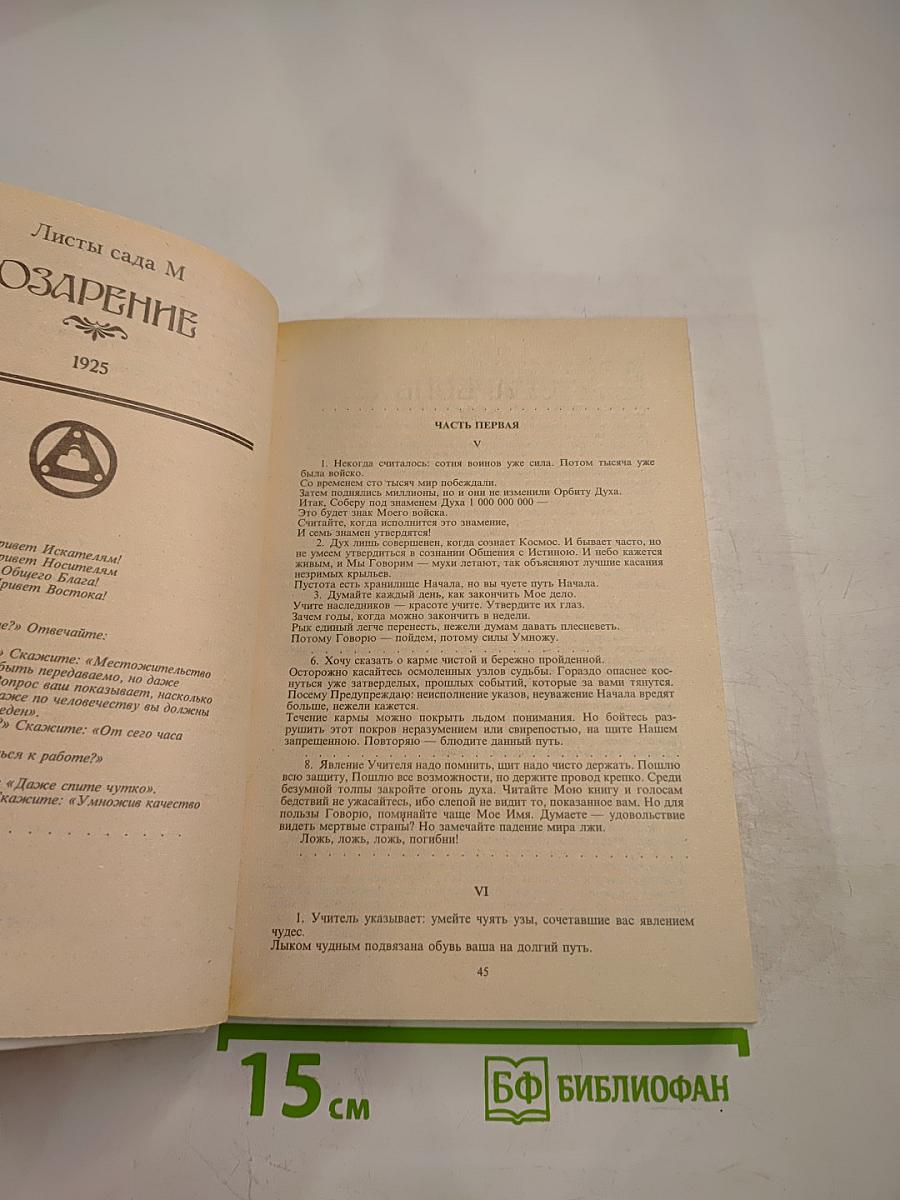 Листы сада М
ОЗАРЕНИЕ
1925
Искателям!
Носителям
Общего Блага!
Востока!
Отвечайте:
Скажите: «Местожительство
быть передаваемо, но даже
вопрос ваш показывает, насколько
даже по человечеству вы должны
Скажите: «От сего часа
к работе?»
«Даже спите чутко».
Скажите: «Умножив качество
ЧАСТЬ ПЕРВАЯ
V
1. Некогда считалось: сотня воинов уже сила. Потом тысяча уже
была войско.
Со временем сто тысяч мир побеждали.
Затем поднялись миллионы, но и они не изменили Орбиту Духа.
Итак, Соберу под знаменем Духа 1 000 000 000 —
Это будет знак Моего войска.
Считайте, когда исполнится это знамение,
И семь знамен утвердятся!
2. Дух лишь совершенен, когда сознает Космос. И бывает часто, но
не умеем утвердиться в сознании Общения с Истиною. И небо кажется
живым, и Мы Говорим — мухи летают, так объясняют лучшие касания
незримых крыльев.
Пустота есть хранилище Начала, но вы чуете путь Начала.
3. Думайте каждый день, как закончить Мое дело.
Учите наследников — красоте учите. Утвердите их глаз.
Зачем годы, когда можно закончить в недели.
Рык единый легче перенесть, нежели думам давать плесневеть.
Потому Говорю — пойдем, потому силы Умножу.
6. Хочу сказать о карме чистой и бережно пройденной.
Осторожно касайтесь осмоленных узлов судьбы. Гораздо опаснее кос-
нуться уже затверделых, прошлых событий, которые за вами тянутся.
Посему Предупреждаю: неисполнение указов, неуважение Начала вредят
больше, нежели кажется.
Течение кармы можно покрыть льдом понимания. Но бойтесь раз-
рушить этот покров неразумением или свирепостью, на щите Нашем
запрещенною. Повторяю — блюдите данный путь.
8. Явление Учителя надо помнить, щит надо чисто держать. Пошлю
всю защиту, Пошлю все возможности, но держите провод крепко. Среди
безумной толпы закройте огонь духа. Читайте Мою книгу и голосам
бедствий не ужасайтесь, ибо слепой не видит то, показанное вам. Но для
пользы Говорю, поминайте чаще Мое Имя. Думаете — удовольствие
видеть мертвые страны? Но замечайте падение мира лжи.
Ложь, ложь, ложь, погибни!
VI
1. Учитель указывает: умейте чуять узы, сочетавшие вас явлением
чудес.
Лыком чудным подвязана обувь ваша на долгий путь.
45
15 см
БФ БИБЛИОФАН